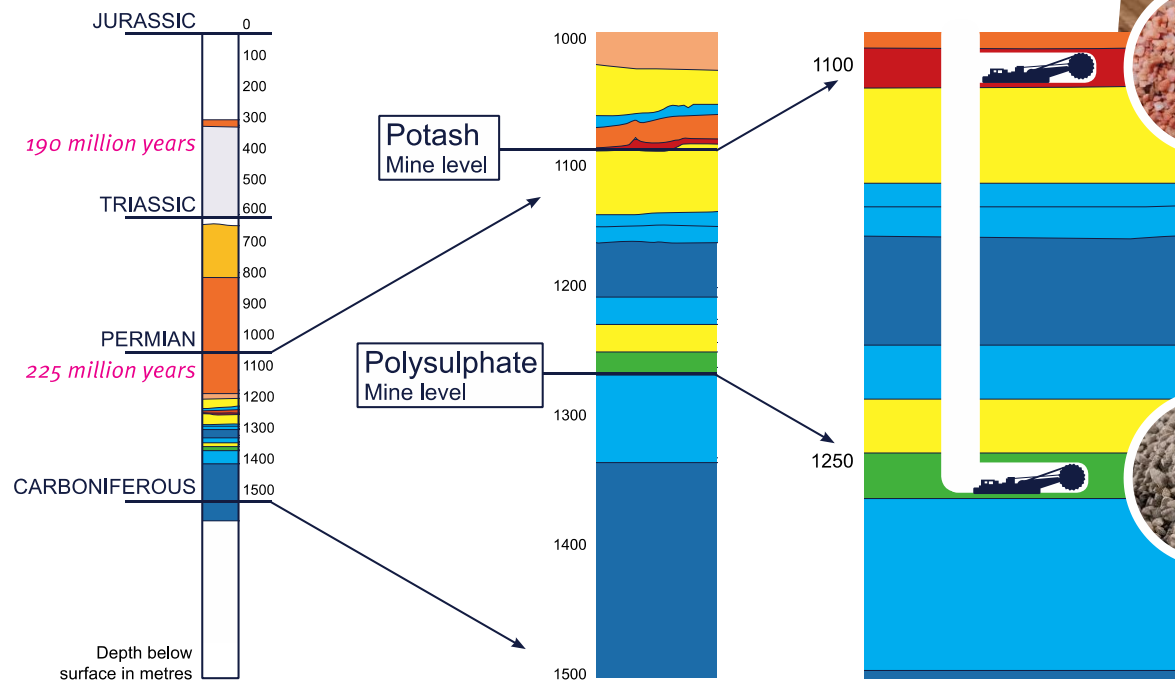 JURASSIC
0
100
200
300
190 million years
400
500
TRIASSIC
600
700
800
900
PERMIAN
1000
225 million years
1100
1200
1300
1400
CARBONIFEROUS
1500
Depth below
surface in metres
1000
Potash
Mine level
1100
1200
Polysulphate
Mine level
1300
1400
1500
1100
1250